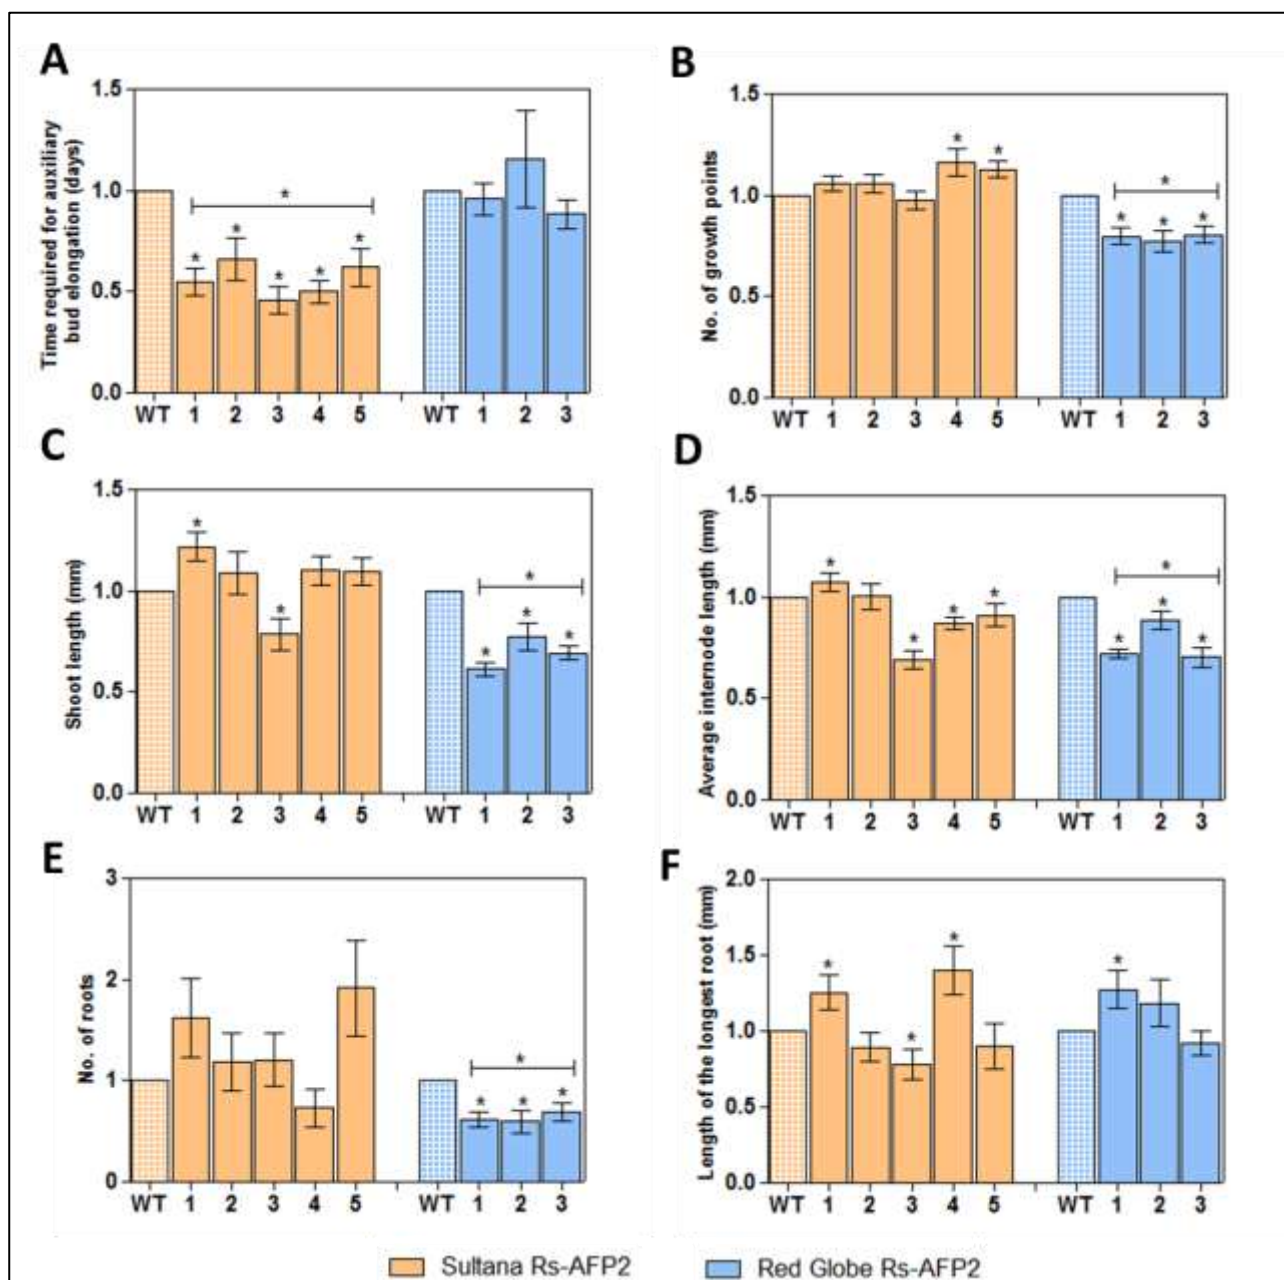 A
Time required for auxiliary
bud elongation (days)
1.5
1.0
0.5
0.0
* * * * * *
WT 1 2 3 4 5 WT 1 2 3
B
No. of growth points
1.5
1.0
0.5
0.0
* * * * * *
WT 1 2 3 4 5 WT 1 2 3
C
Shoot length (mm)
1.5
1.0
0.5
0.0
* * * * * *
WT 1 2 3 4 5 WT 1 2 3
D
Average internode length (mm)
1.5
1.0
0.5
0.0
* * * * * * * *
WT 1 2 3 4 5 WT 1 2 3
E
No. of roots
3
2
1
0
* * * *
WT 1 2 3 4 5 WT 1 2 3
F
Length of the longest root (mm)
2.0
1.5
1.0
0.5
0.0
* * * *
WT 1 2 3 4 5 WT 1 2 3
Sultana Rs-AFP2
Red Globe Rs-AFP2